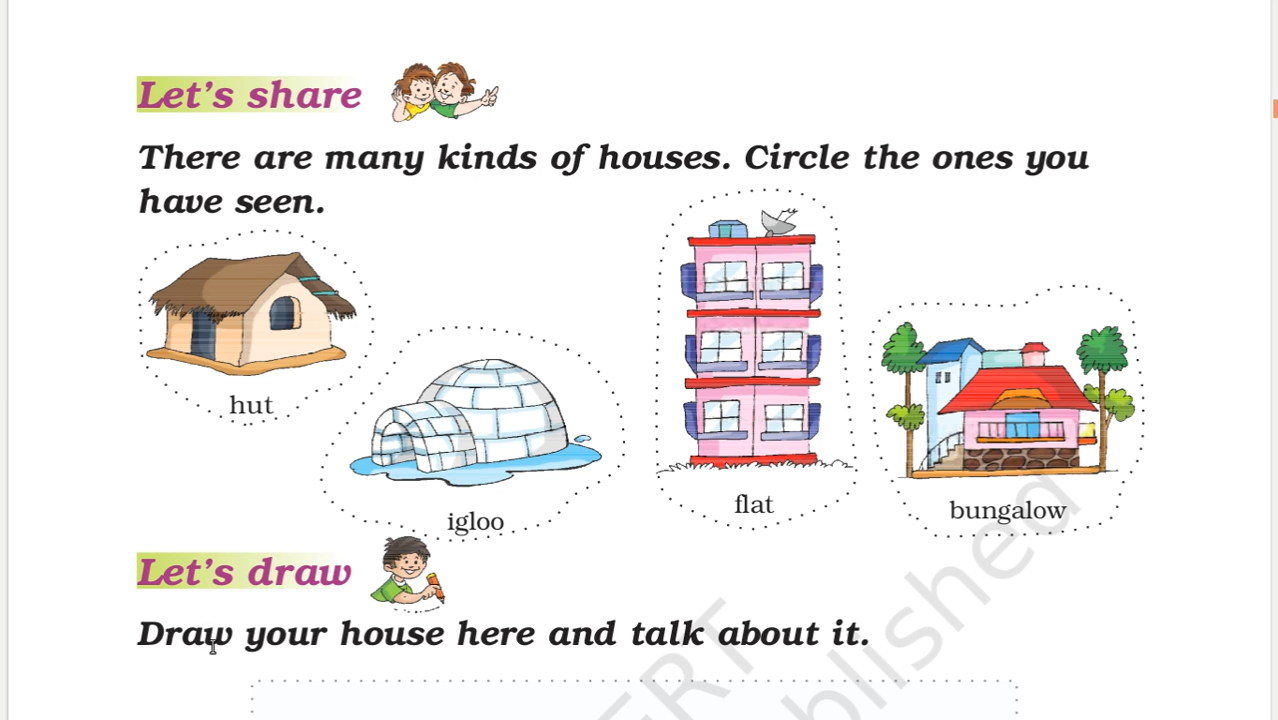 Let's share
There are many kinds of houses. Circle the ones you
have seen.
hut
igloo
flat
bungalow
Let's draw
Draw your house here and talk about it.